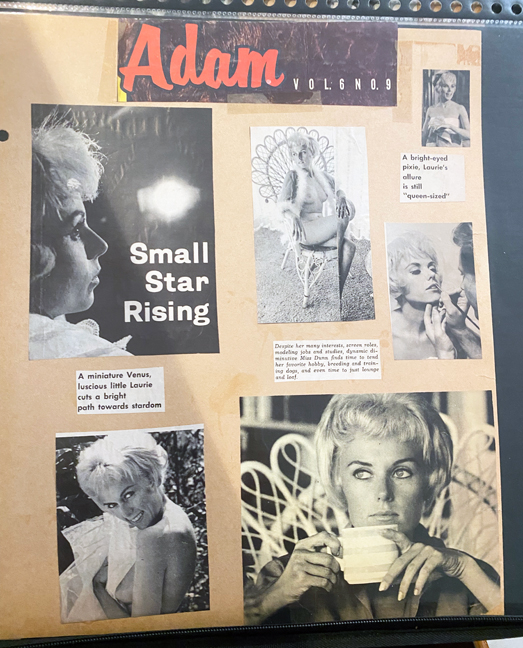 Adam
VOL. 6 NO. 9
Small
Star
Rising
A bright-eyed
pixie, Laurie's
allure
is still
"queen-sized"
Despite her many interests, screen roles,
modeling jobs and studies, dynamic di-
minutive Miss Dunn finds time to tend
her favorite hobby, breeding and train-
ing dogs, and even time to just lounge
and loaf.
A miniature Venus,
luscious little Laurie
cuts a bright
path towards stardom